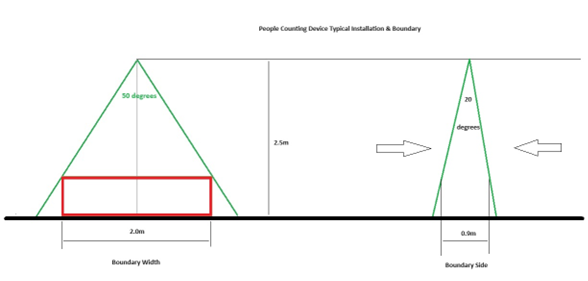 People Counting Device Typical Installation & Boundary
50 degrees
20
degrees
2.5m
2.0m
0.9m
Boundary Width
Boundary Side